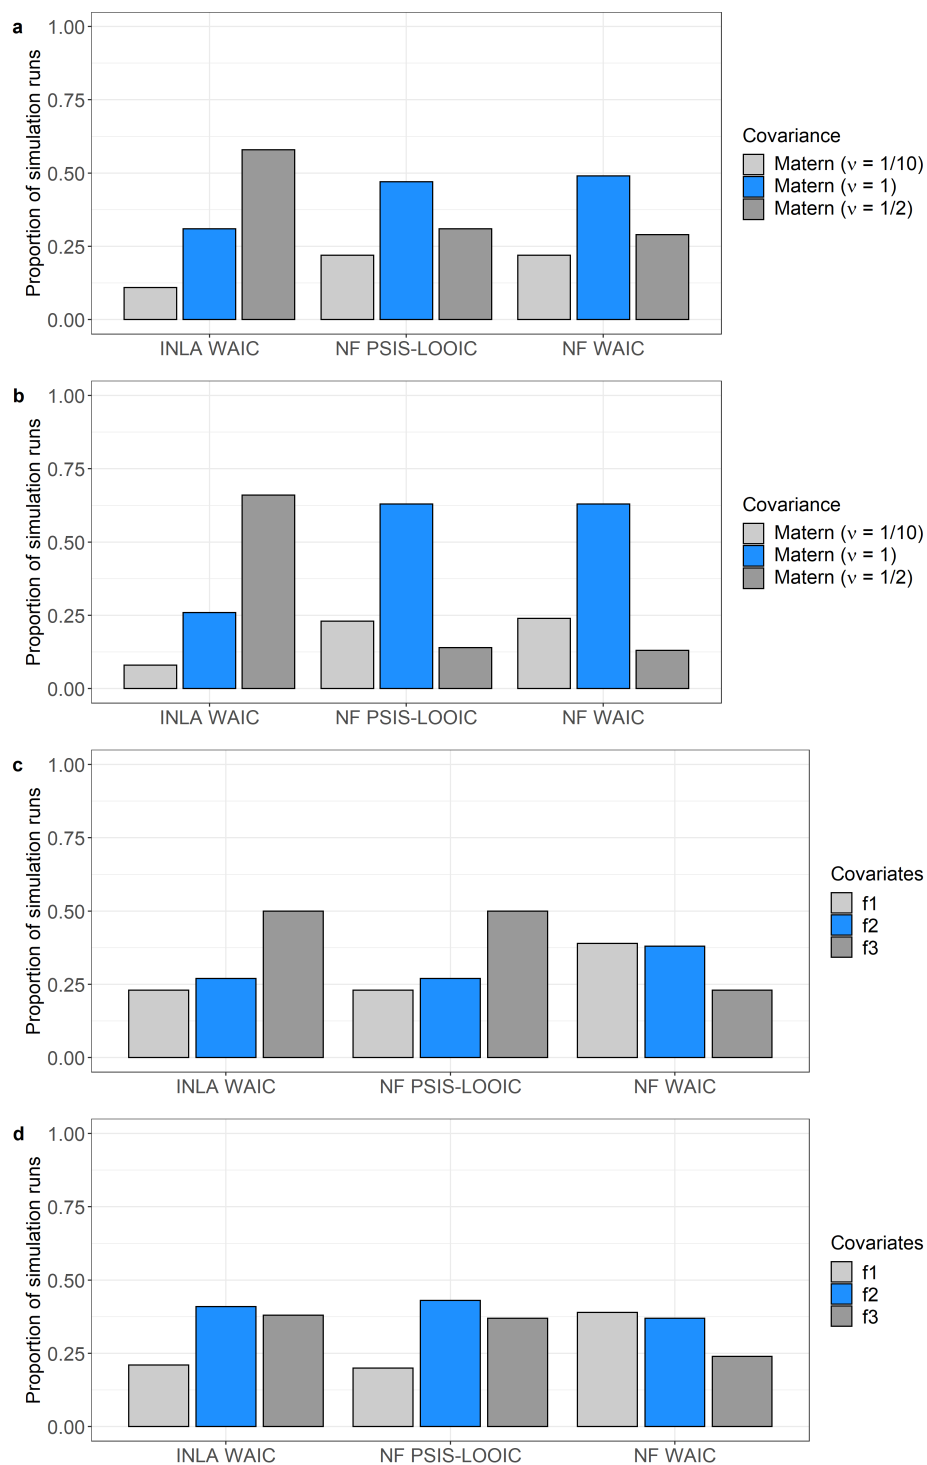 a
Proportion of simulation runs
1.00
0.75
0.50
0.25
0.00
INLA WAIC
NF PSIS-LOOIC
NF WAIC
Covariance
Matern (ν = 1/10)
Matern (ν = 1)
Matern (ν = 1/2)
b
Proportion of simulation runs
1.00
0.75
0.50
0.25
0.00
INLA WAIC
NF PSIS-LOOIC
NF WAIC
Covariance
Matern (ν = 1/10)
Matern (ν = 1)
Matern (ν = 1/2)
c
Proportion of simulation runs
1.00
0.75
0.50
0.25
0.00
INLA WAIC
NF PSIS-LOOIC
NF WAIC
Covariates
f1
f2
f3
d
Proportion of simulation runs
1.00
0.75
0.50
0.25
0.00
INLA WAIC
NF PSIS-LOOIC
NF WAIC
Covariates
f1
f2
f3